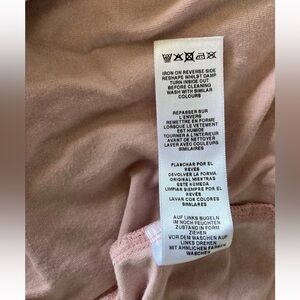 IRON ON REVERSE SIDE
RESHAPE WHILST DAMP
TURN INSIDE OUT
BEFORE CLEANING
WASH WITH SIMILAR
COLOURS
REPASSER SUR
L'ENVERS
REMETTRE EN FORME
LORSQUE LE VETEMENT
EST HUMIDE
TOURNER A L'INTERIEUR
AVANT DE NETTOYER
LAVER AVEC COULEURS
SIMILAIRES
PLANCHAR POR EL
REVES
DEVOLVER LA FORMA
ORIGINAL MIENTRAS
ESTE HUMEDA
LIMPIAR SIEMPRE POR EL
REVES
LAVAR CON COLORES
SIMILARES
AUF LINKS BUGELN
IM NOCH FEUCHTEN
ZUSTAND IN FORM
ZIEHEN
VOR DEM WASCHEN AUF
LINKS DREHEN
MIT AHNLICHEN FARBEN
WASCHEN